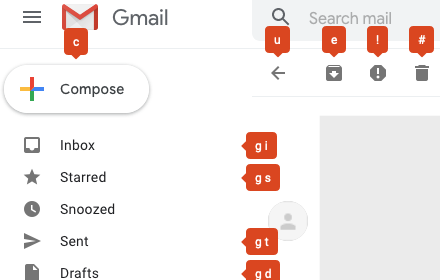 Gmail
Search mail
c
u
e
!
#
Compose
Inbox
g i
Starred
g s
Snoozed
Sent
g t
Drafts
g d